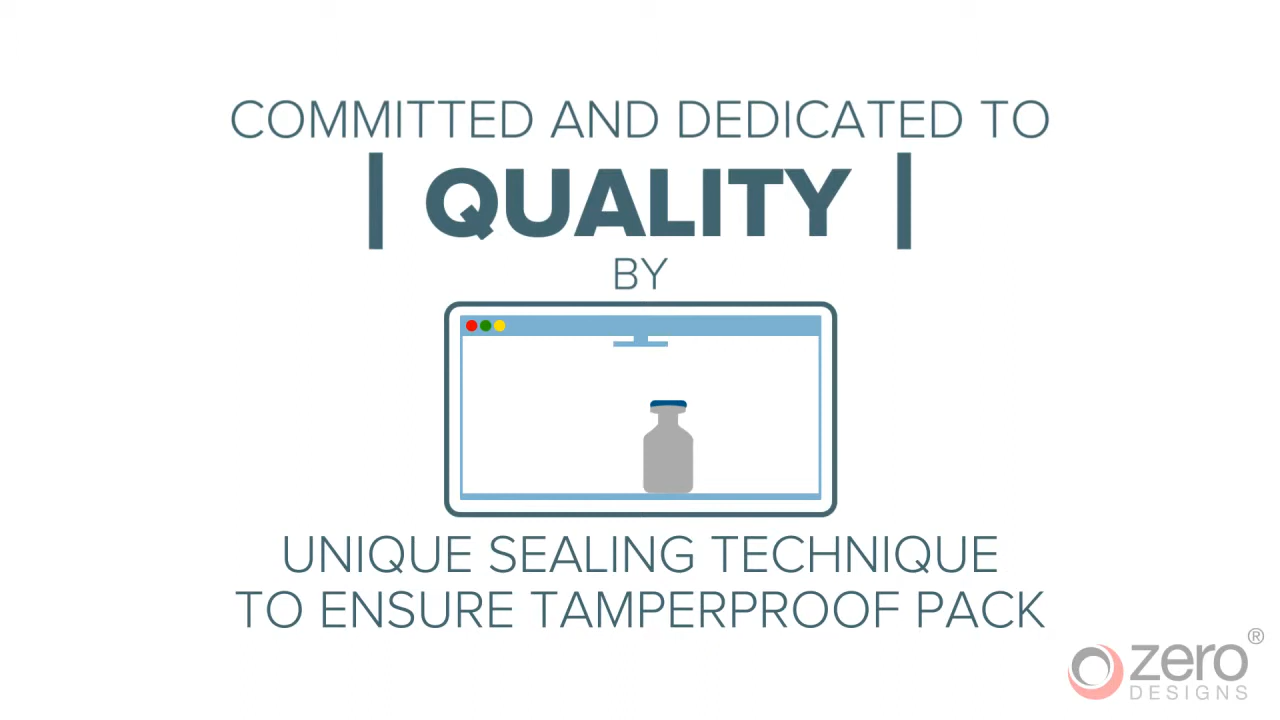 COMMITTED AND DEDICATED TO
| QUALITY |
BY
UNIQUE SEALING TECHNIQUE
TO ENSURE TAMPERPROOF PACK
zero®
DESIGNS